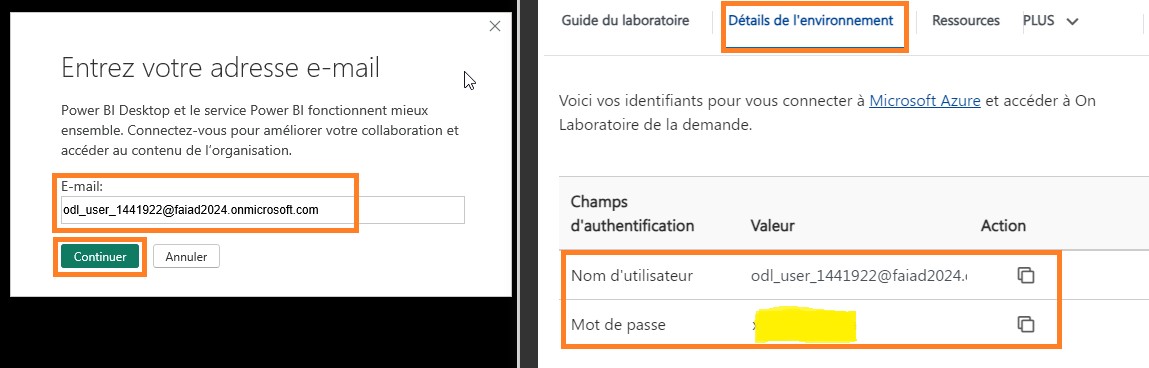 Entrez votre adresse e-mail
Power BI Desktop et le service Power BI fonctionnent mieux
ensemble. Connectez-vous pour améliorer votre collaboration et
accéder au contenu de l'organisation.
E-mail:
odl_user_1441922@faiad2024.onmicrosoft.com
Continuer
Annuler
Guide du laboratoire
Détails de l'environnement
Ressources
PLUS
Voici vos identifiants pour vous connecter à Microsoft Azure et accéder à On
Laboratoire de la demande.
Champs
d'authentification
Valeur
Action
Nom d'utilisateur
odl_user_1441922@faiad2024.
Mot de passe